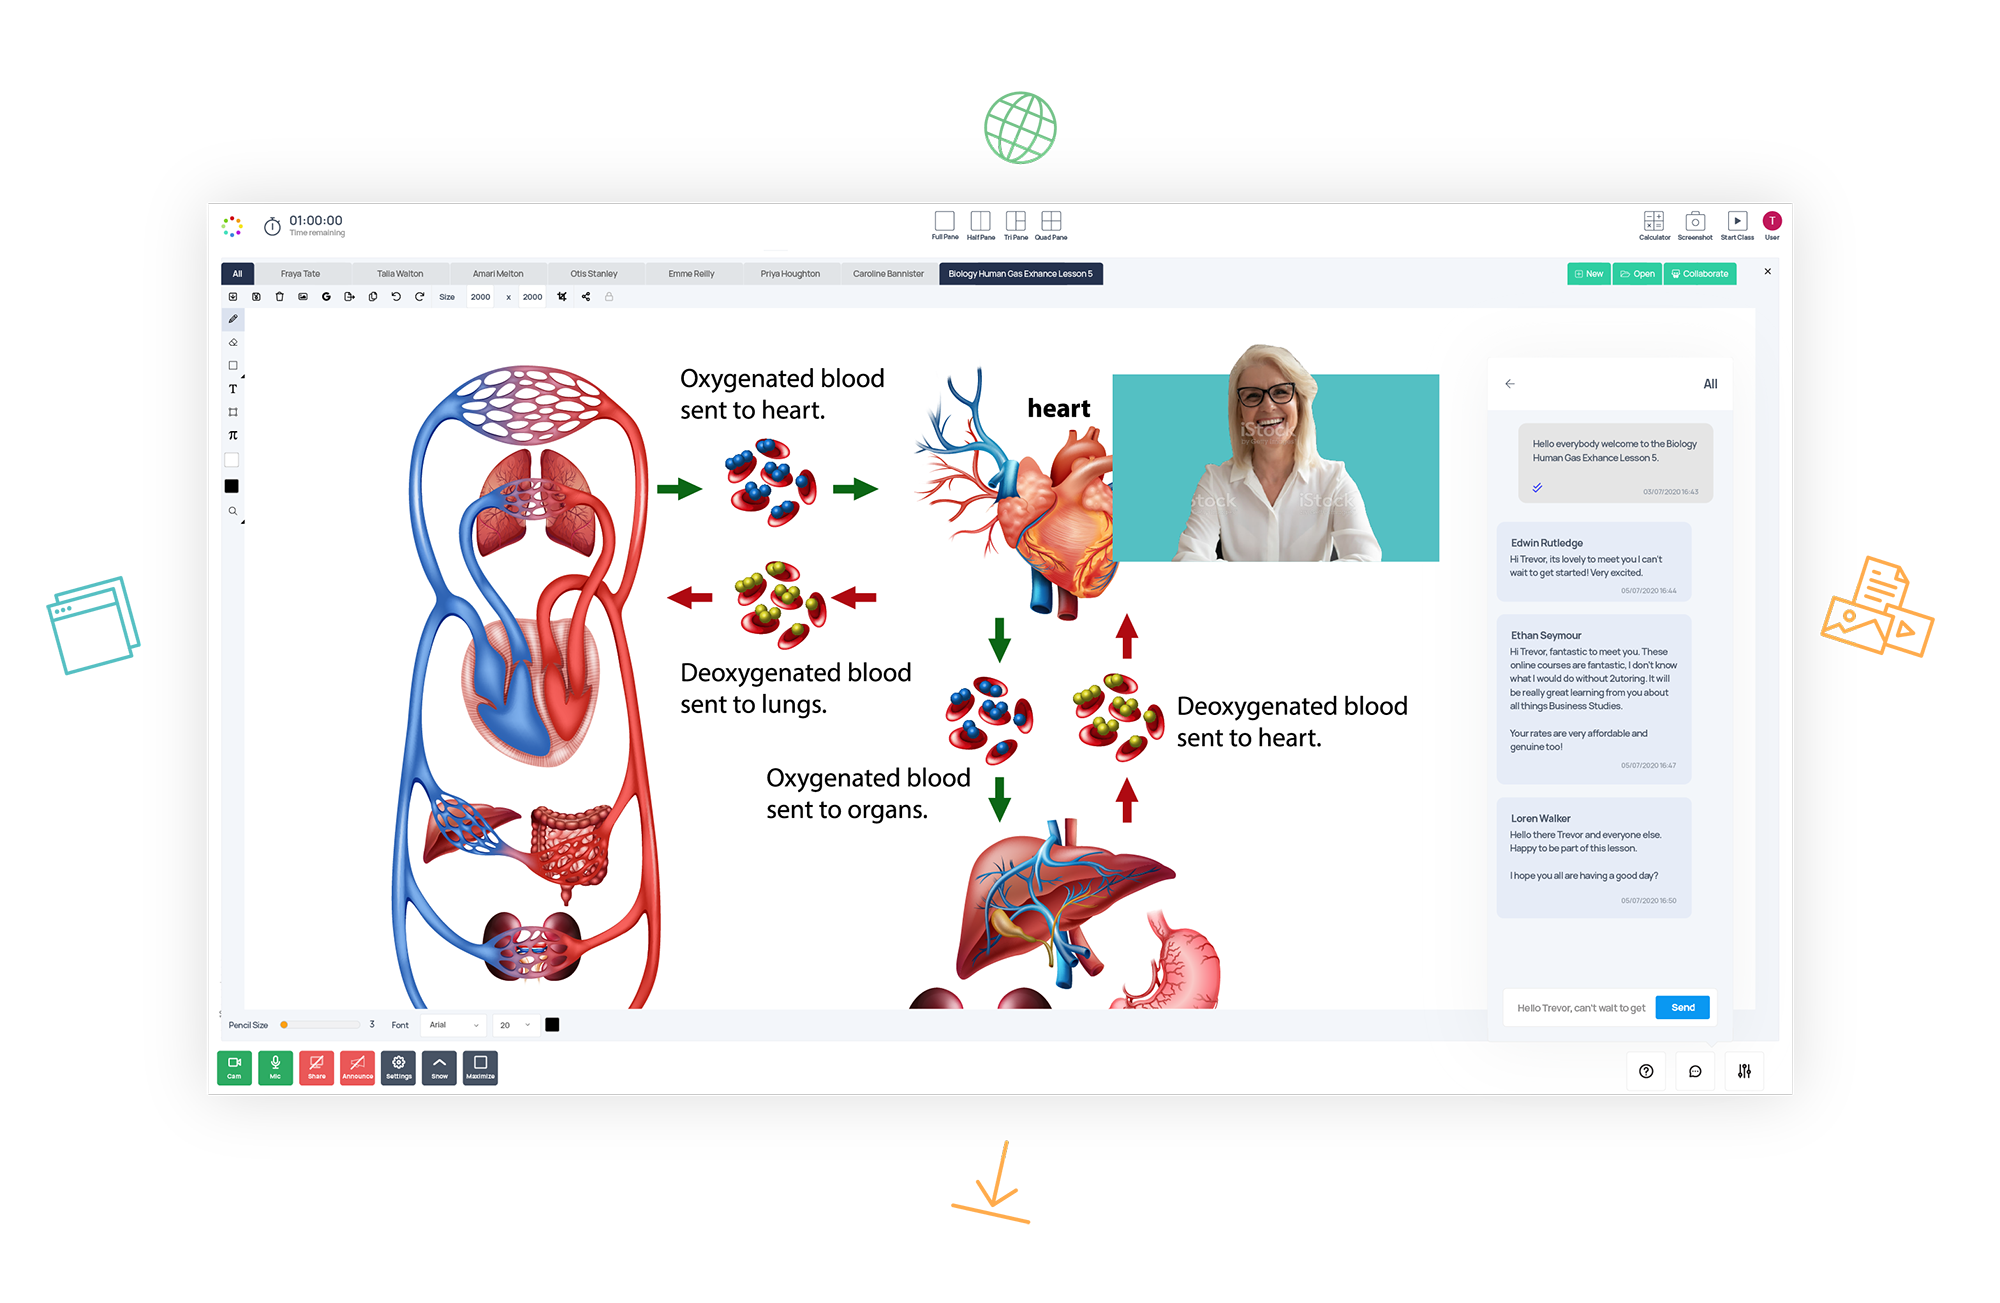 01:00:00
Time remaining
Full Pane
Half Pane
Tri Pane
Quad Pane
Calculator
Screenshot
Start Class
T
User
All
Fraya Tate
Talia Walton
Amari Melton
Otis Stanley
Emme Reilly
Priya Houghton
Caroline Bannister
Biology Human Gas Exhance Lesson 5
New
Open
Collaborate
G
Size
2000
x
2000
T
π
Oxygenated blood
sent to heart.
heart
Deoxygenated blood
sent to lungs.
Oxygenated blood
sent to organs.
Deoxygenated blood
sent to heart.
iStock
iStock
iStock
All
Hello everybody welcome to the Biology
Human Gas Exhance Lesson 5.
03/07/2020 16:43
Edwin Rutledge
Hi Trevor, its lovely to meet you I can't
wait to get started! Very excited.
05/07/2020 16:44
Ethan Seymour
Hi Trevor, fantastic to meet you. These
online courses are fantastic, I don't know
what I would do without 2utoring. It will
be really great learning from you about
all things Business Studies.
Your rates are very affordable and
genuine too!
05/07/2020 16:47
Loren Walker
Hello there Trevor and everyone else.
Happy to be part of this lesson.
I hope you all are having a good day?
05/07/2020 16:50
Hello Trevor, can't wait to get
Send
Pencil Size
3
Font
Arial
20
Cam
Mic
Share
Announce
Settings
Snow
Maximize